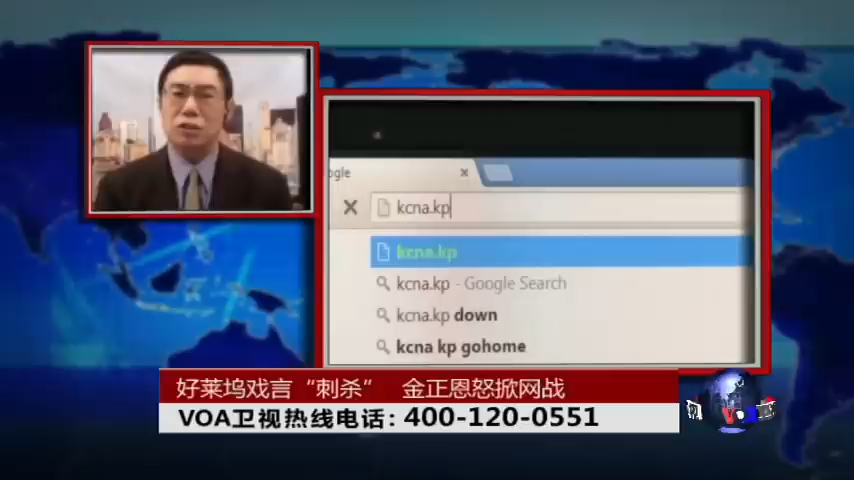 ogle
kcna.kp
kcna.kp
kcna.kp - Google Search
kcna.kp down
kcna kp gohome
好莱坞戏言“刺杀” 金正恩怒掀网战
VOA卫视热线电话：400-120-0551
VOA